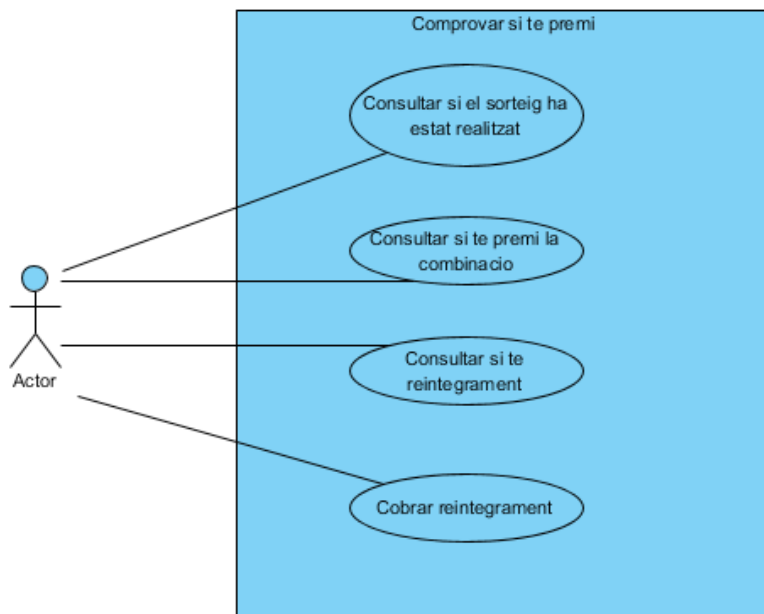 Comprovar si te premi
Consultar si el sorteig ha
estat realitzat
Consultar si te premi la
combinacio
Consultar si te
reintegrament
Actor
Cobrar reintegrament